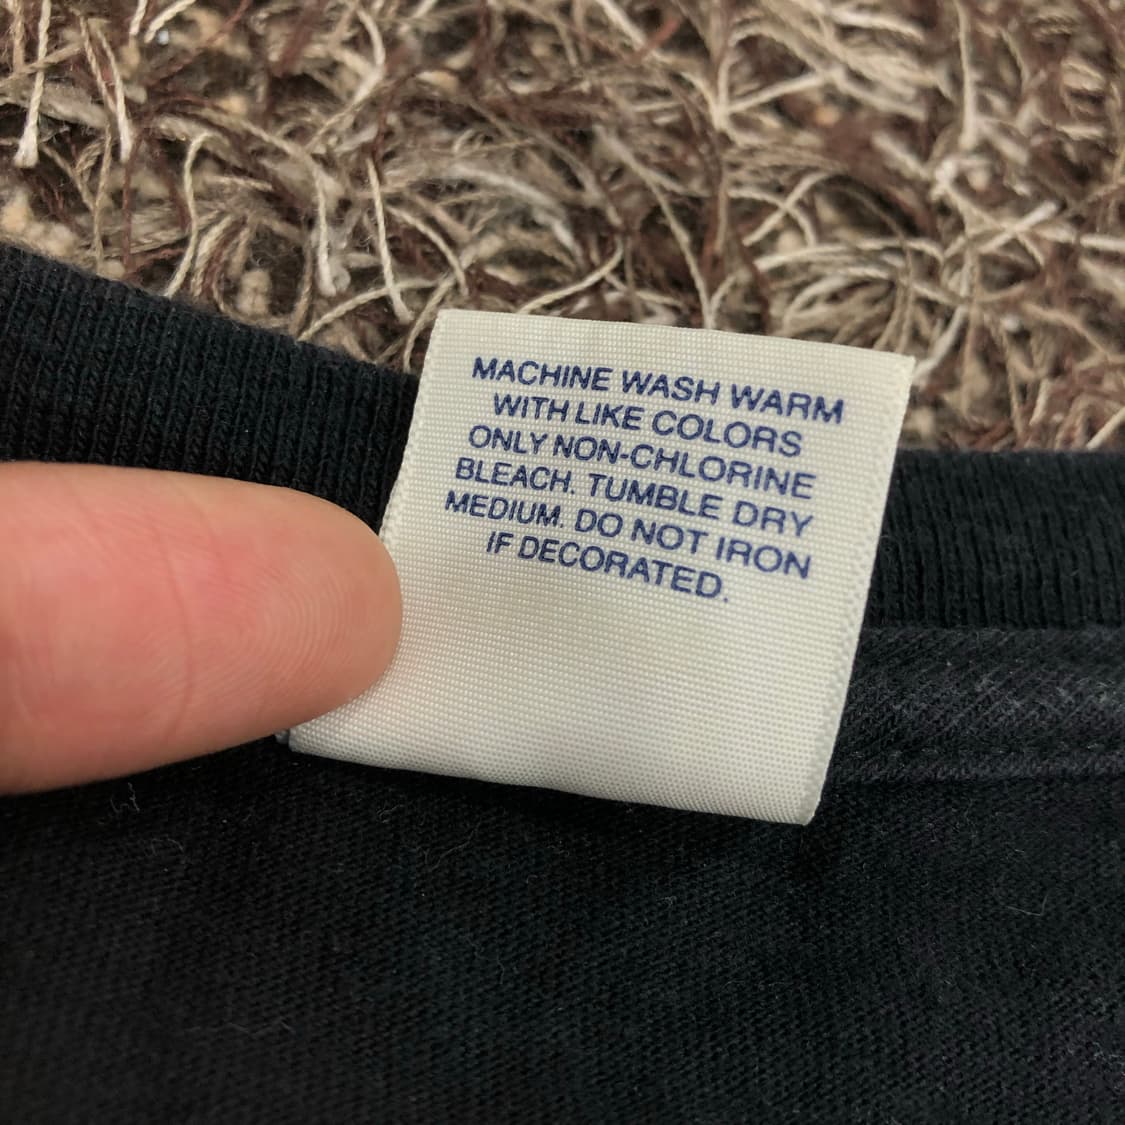 MACHINE WASH WARM
WITH LIKE COLORS
ONLY NON-CHLORINE
BLEACH. TUMBLE DRY
MEDIUM. DO NOT IRON
IF DECORATED.